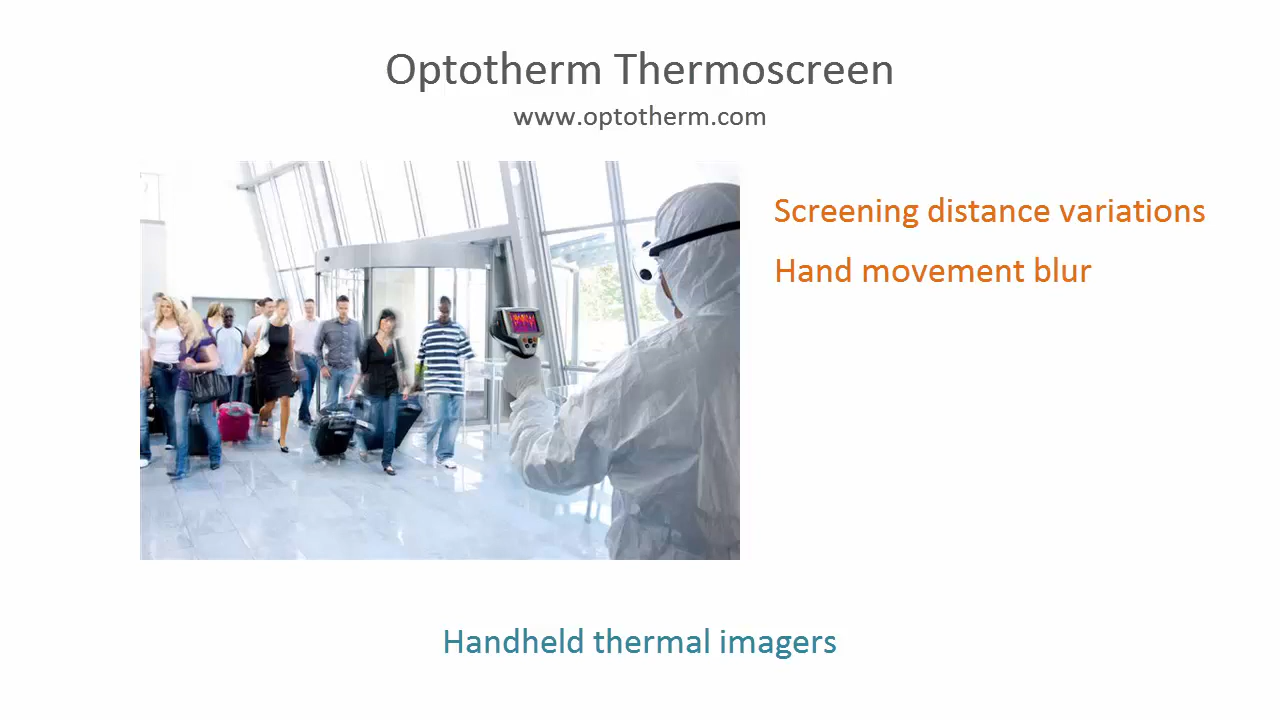 Optotherm Thermoscreen
www.optotherm.com
Screening distance variations
Hand movement blur
Handheld thermal imagers